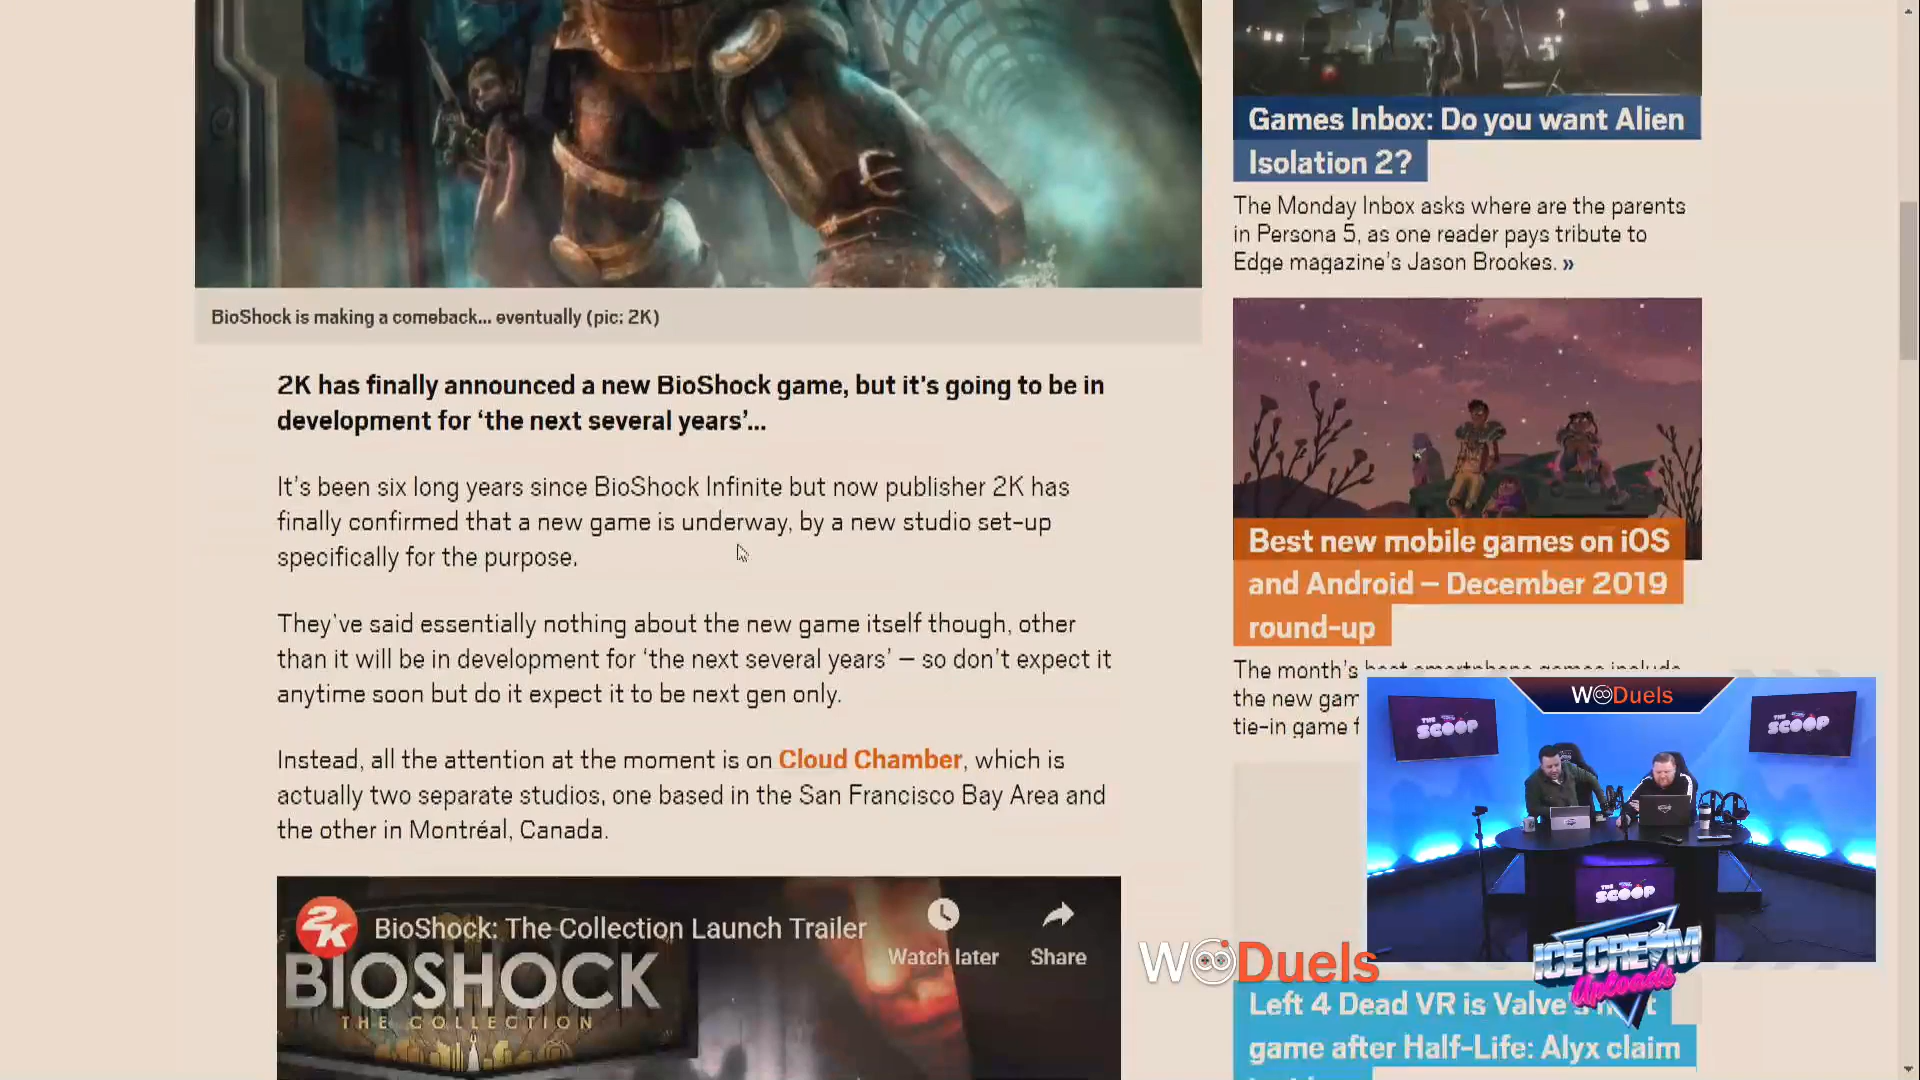 BioShock is making a comeback... eventually (pic: 2K)
2K has finally announced a new BioShock game, but it's going to be in
development for ‘the next several years’...
It's been six long years since BioShock Infinite but now publisher 2K has
finally confirmed that a new game is underway, by a new studio set-up
specifically for the purpose.
They've said essentially nothing about the new game itself though, other
than it will be in development for ‘the next several years’ – so don't expect it
anytime soon but do it expect it to be next gen only.
Instead, all the attention at the moment is on Cloud Chamber, which is
actually two separate studios, one based in the San Francisco Bay Area and
the other in Montréal, Canada.
2K
BioShock: The Collection Launch Trailer
Watch later
Share
BIOSHOCK
THE COLLECTION
Games Inbox: Do you want Alien
Isolation 2?
The Monday Inbox asks where are the parents
in Persona 5, as one reader pays tribute to
Edge magazine's Jason Brookes. »
Best new mobile games on iOS
and Android – December 2019
round-up
The month's best smartphone games include
the new gam
tie-in game f
WooDuels
THE SCOOP
THE SCOOP
THE SCOOP
ICE CREAM
Uploads
WooDuels
Left 4 Dead VR is Valve's
game after Half-Life: Alyx claim